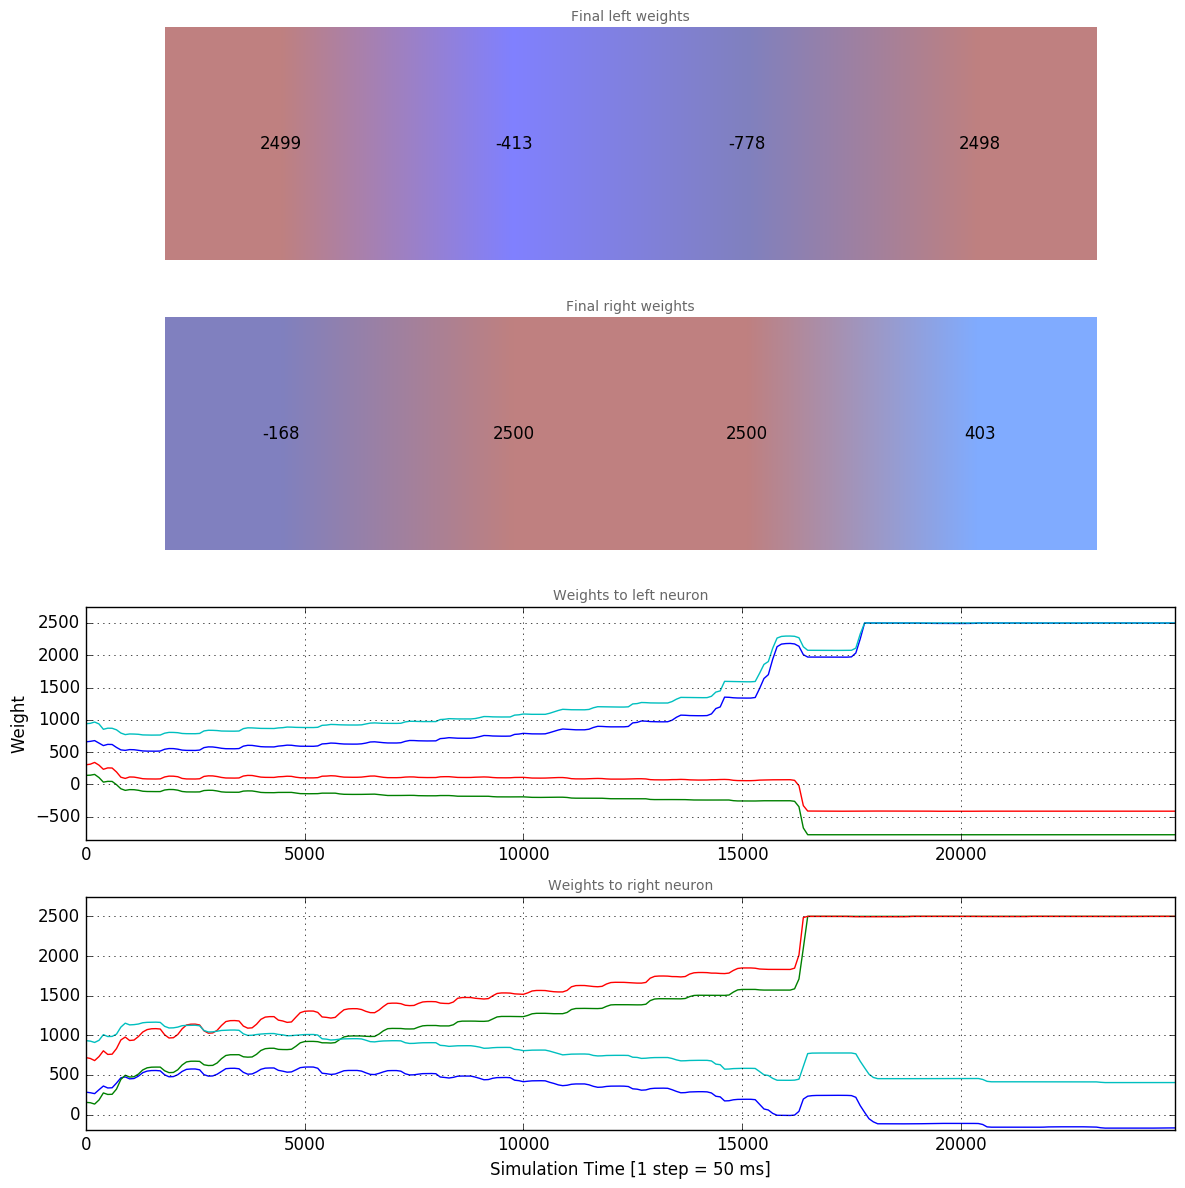 Final left weights
2499 -413 -778 2498
Final right weights
-168 2500 2500 403
Weights to left neuron
2500
2000
1500
1000
500
0
−500
Weight
0 5000 10000 15000 20000
Weights to right neuron
2500
2000
1500
1000
500
0
0 5000 10000 15000 20000
Simulation Time [1 step = 50 ms]